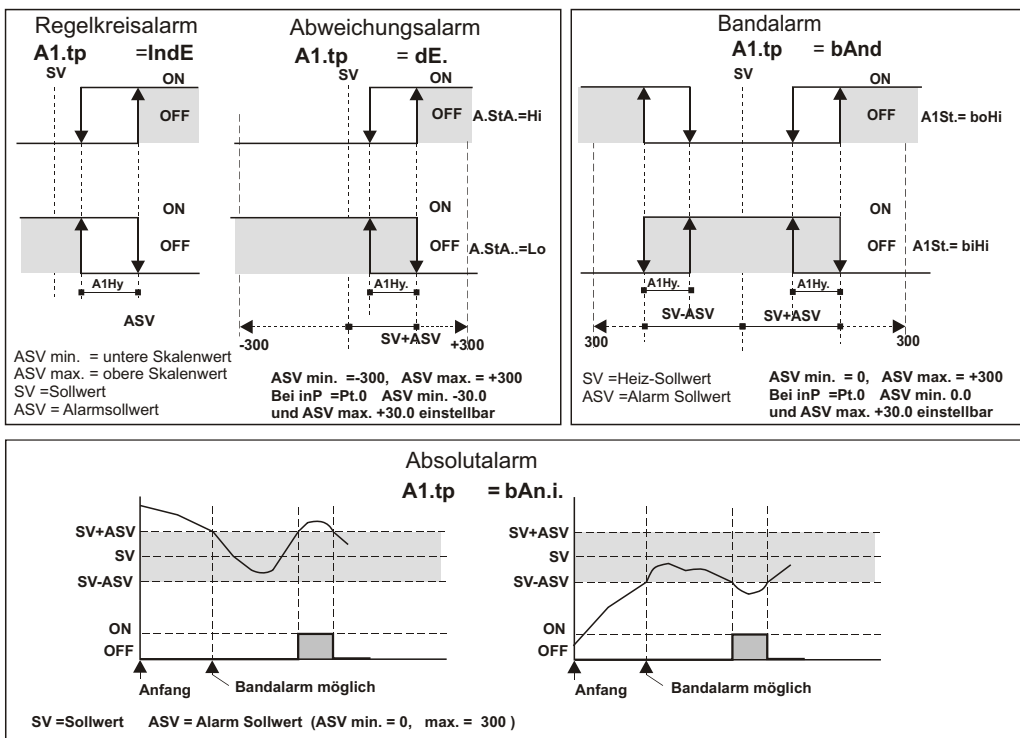 Regelkreisalarm
A1.tp =IndE
SV
ON
OFF
ON
OFF
A1Hy
ASV
ASV min. = untere Skalenwert
ASV max. = obere Skalenwert
SV =Sollwert
ASV = Alarmsollwert
Abweichungsalarm
A1.tp = dE.
SV
ON
OFF
A.StA.=Hi
ON
OFF
A.StA..=Lo
A1Hy.
SV+ASV
-300
+300
ASV min. =-300, ASV max. = +300
Bei inP =Pt.0 ASV min. -30.0
und ASV max. +30.0 einstellbar
Bandalarm
A1.tp = bAnd
SV
ON
OFF
A1St.= boHi
ON
OFF
A1St.= biHi
A1Hy.
A1Hy.
SV-ASV
SV+ASV
300
300
SV =Heiz-Sollwert
ASV =Alarm Sollwert
ASV min. = 0, ASV max. = +300
Bei inP =Pt.0 ASV min. 0.0
und ASV max. +30.0 einstellbar
Absolutalarm
A1.tp = bAn.i.
SV+ASV
SV
SV-ASV
ON
OFF
Anfang
Bandalarm möglich
SV+ASV
SV
SV-ASV
ON
OFF
Anfang
Bandalarm möglich
SV =Sollwert ASV = Alarm Sollwert (ASV min. = 0, max. = 300 )